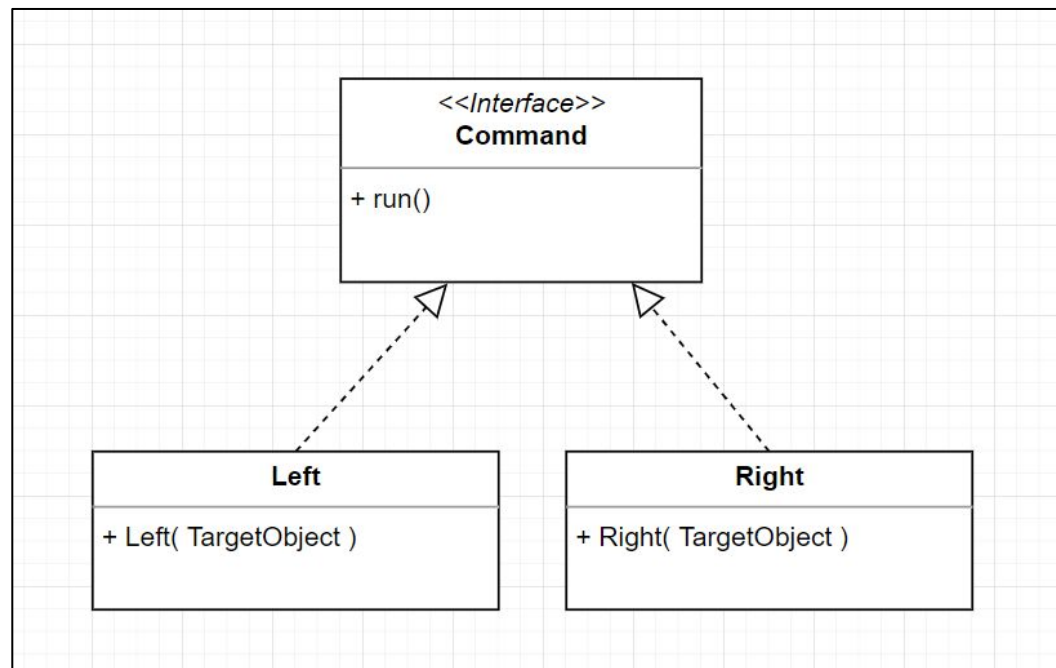 <<Interface>>
Command
+ run()
Left
+ Left( TargetObject )
Right
+ Right( TargetObject )